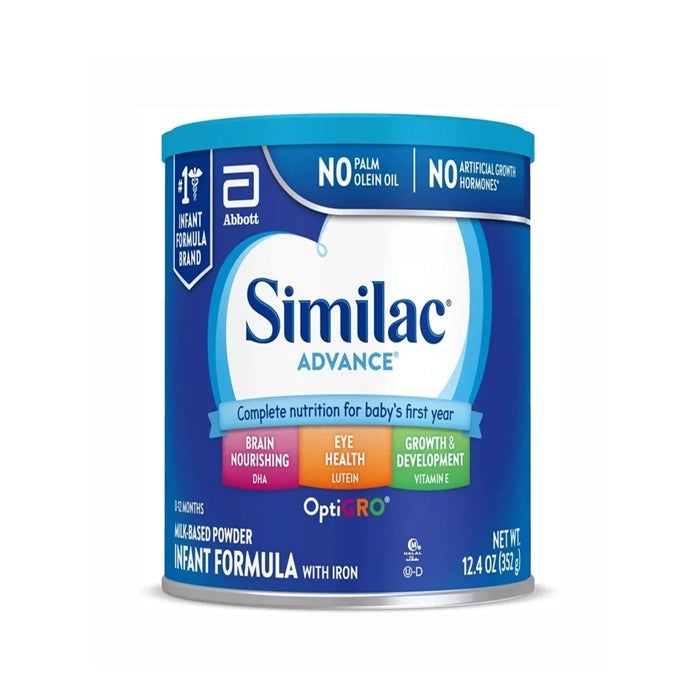 #1
INFANT
FORMULA
BRAND
Abbott
NO PALM
OLEIN OIL
NO ARTIFICIAL GROWTH
HORMONES*
Similac®
ADVANCE®
Complete nutrition for baby's first year
BRAIN
NOURISHING
DHA
EYE
HEALTH
LUTEIN
GROWTH &
DEVELOPMENT
VITAMIN E
OptiGRO®
0-12 MONTHS
MILK-BASED POWDER
INFANT FORMULA WITH IRON
HALAL
حلال
U-D
NET WT.
12.4 OZ (352 g)